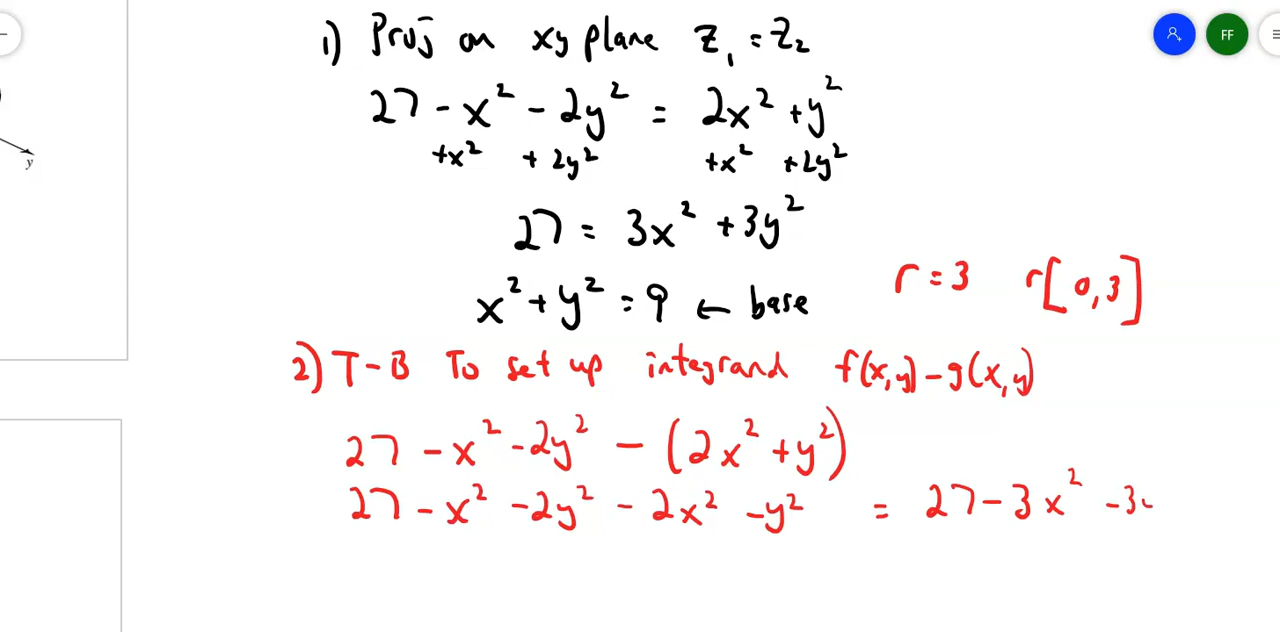 FF
y
1) Proj on xy plane z₁ = z₂
27 - x² - 2y² = 2x² + y²
+x² + 2y² +x² +2y²
27 = 3x² + 3y²
x² + y² = 9 ← base
r = 3 r[0,3]
2) T-B To set up integrand f(x,y) - g(x,y)
27 - x² - 2y² - (2x² + y²)
27 - x² - 2y² - 2x² - y² = 27 - 3x² - 3